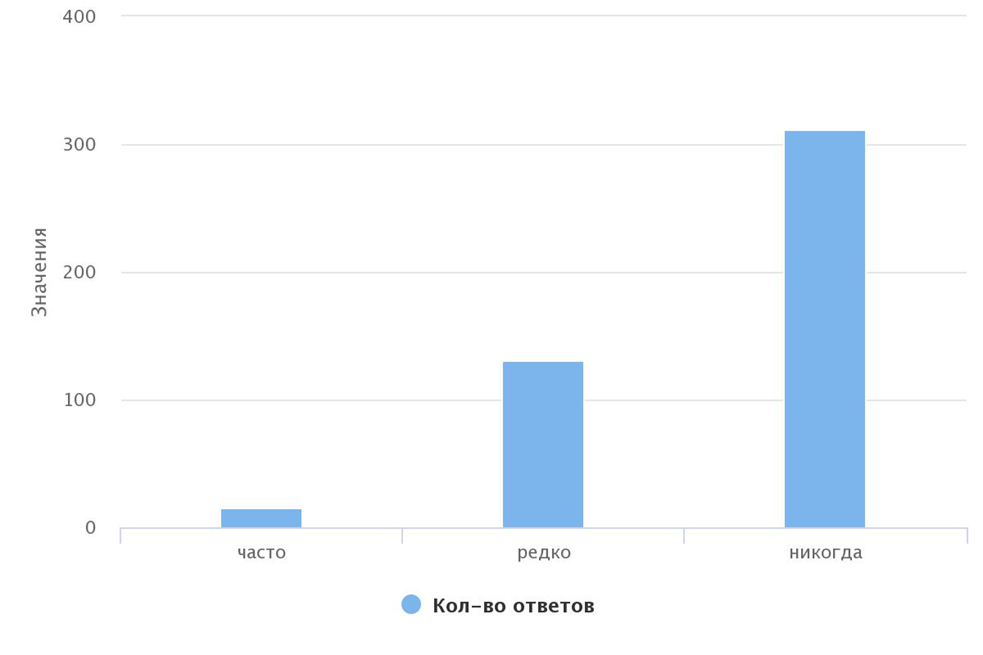 400
300
200
100
0
Значения
часто
редко
никогда
Кол-во ответов